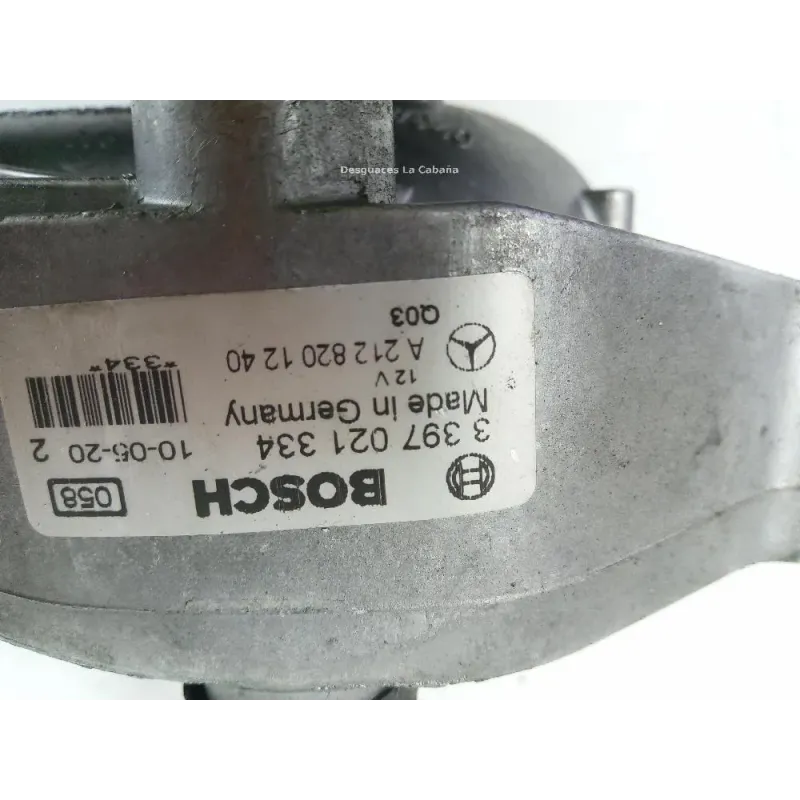 Desguaces La Cabaña
BOSCH
058
3 397 021 334
10-05-20 2
Made in Germany
12V
A 212 820 12 40
*334*
Q03